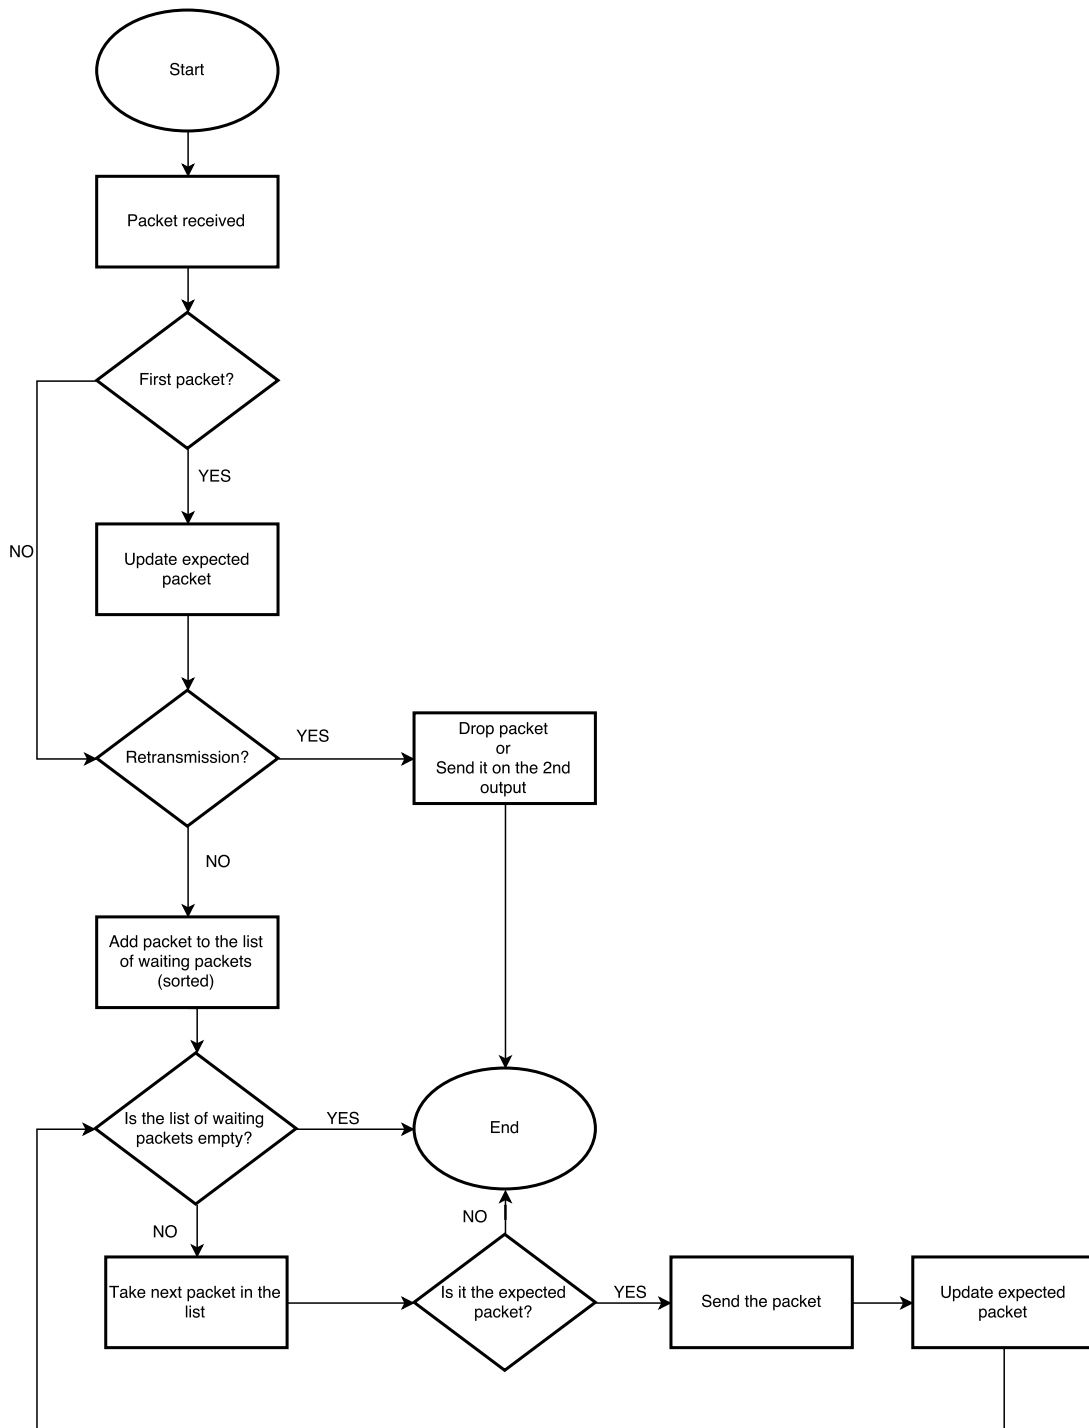 Start
Packet received
First packet?
YES
NO
Update expected
packet
Retransmission?
YES
Drop packet
or
Send it on the 2nd
output
NO
Add packet to the list
of waiting packets
(sorted)
Is the list of waiting
packets empty?
YES
End
NO
NO
Take next packet in the
list
Is it the expected
packet?
YES
Send the packet
Update expected
packet